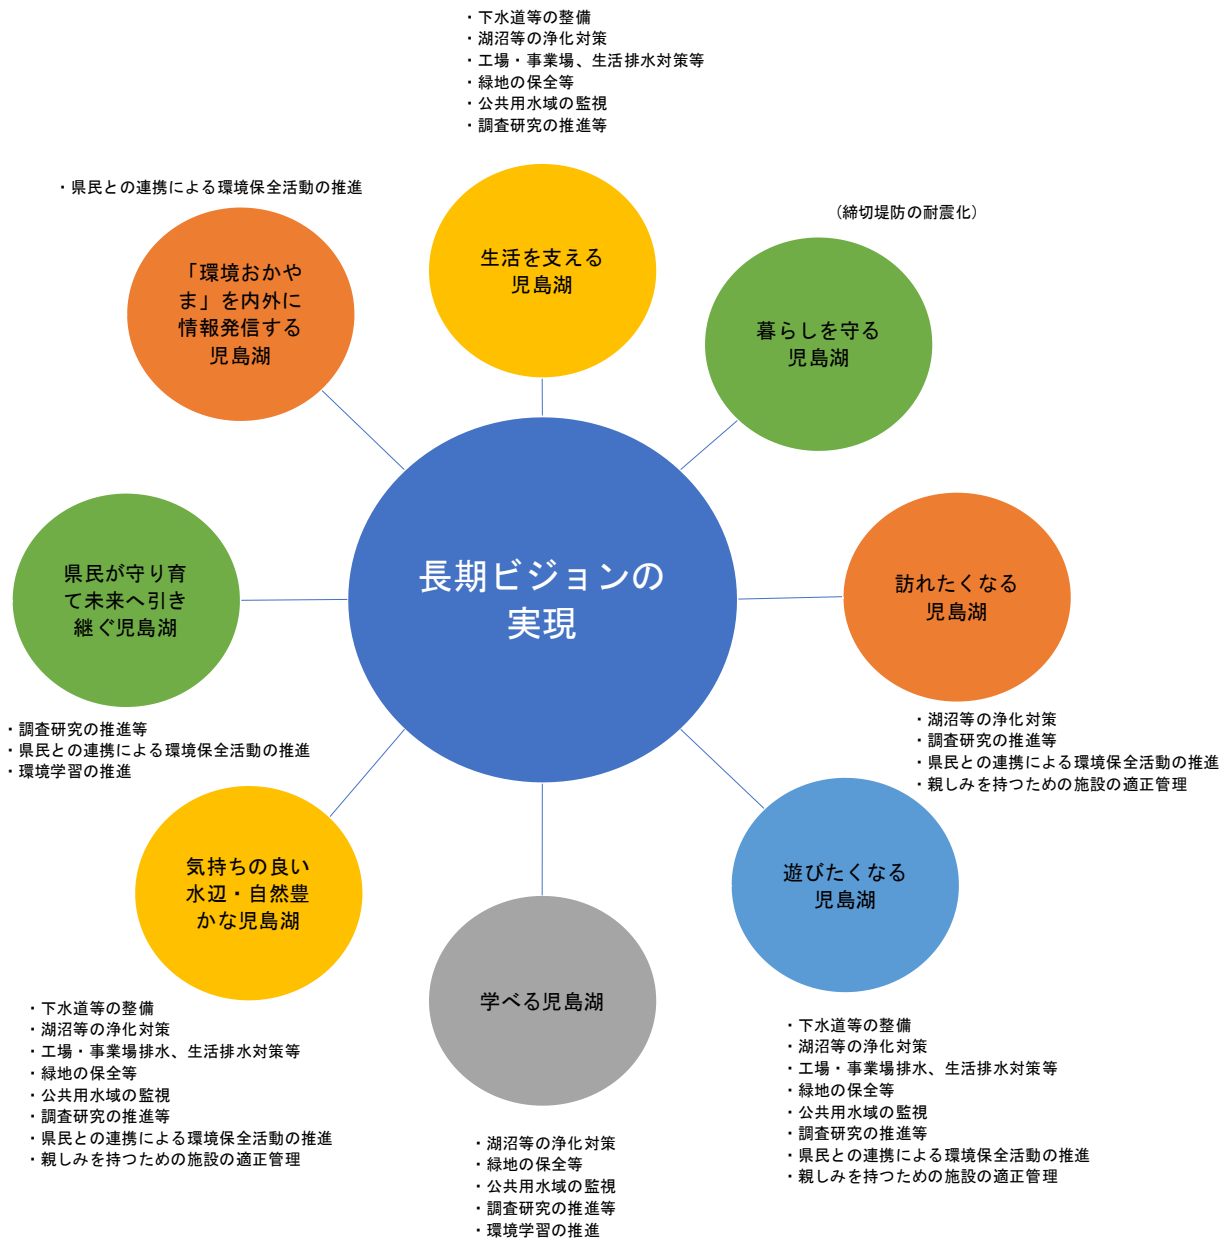 ・下水道等の整備
・湖沼等の浄化対策
・工場・事業場、生活排水対策等
・緑地の保全等
・公共用水域の監視
・調査研究の推進等
生活を支える
児島湖
（締切堤防の耐震化）
暮らしを守る
児島湖
訪れたくなる
児島湖
・湖沼等の浄化対策
・調査研究の推進等
・県民との連携による環境保全活動の推進
・親しみを持つための施設の適正管理
遊びたくなる
児島湖
・下水道等の整備
・湖沼等の浄化対策
・工場・事業場排水、生活排水対策等
・緑地の保全等
・公共用水域の監視
・調査研究の推進等
・県民との連携による環境保全活動の推進
・親しみを持つための施設の適正管理
学べる児島湖
・湖沼等の浄化対策
・緑地の保全等
・公共用水域の監視
・調査研究の推進等
・環境学習の推進
気持ちの良い
水辺・自然豊
かな児島湖
・下水道等の整備
・湖沼等の浄化対策
・工場・事業場排水、生活排水対策等
・緑地の保全等
・公共用水域の監視
・調査研究の推進等
・県民との連携による環境保全活動の推進
・親しみを持つための施設の適正管理
県民が守り育
て未来へ引き
継ぐ児島湖
・調査研究の推進等
・県民との連携による環境保全活動の推進
・環境学習の推進
・県民との連携による環境保全活動の推進
「環境おかや
ま」を内外に
情報発信する
児島湖
長期ビジョンの
実現